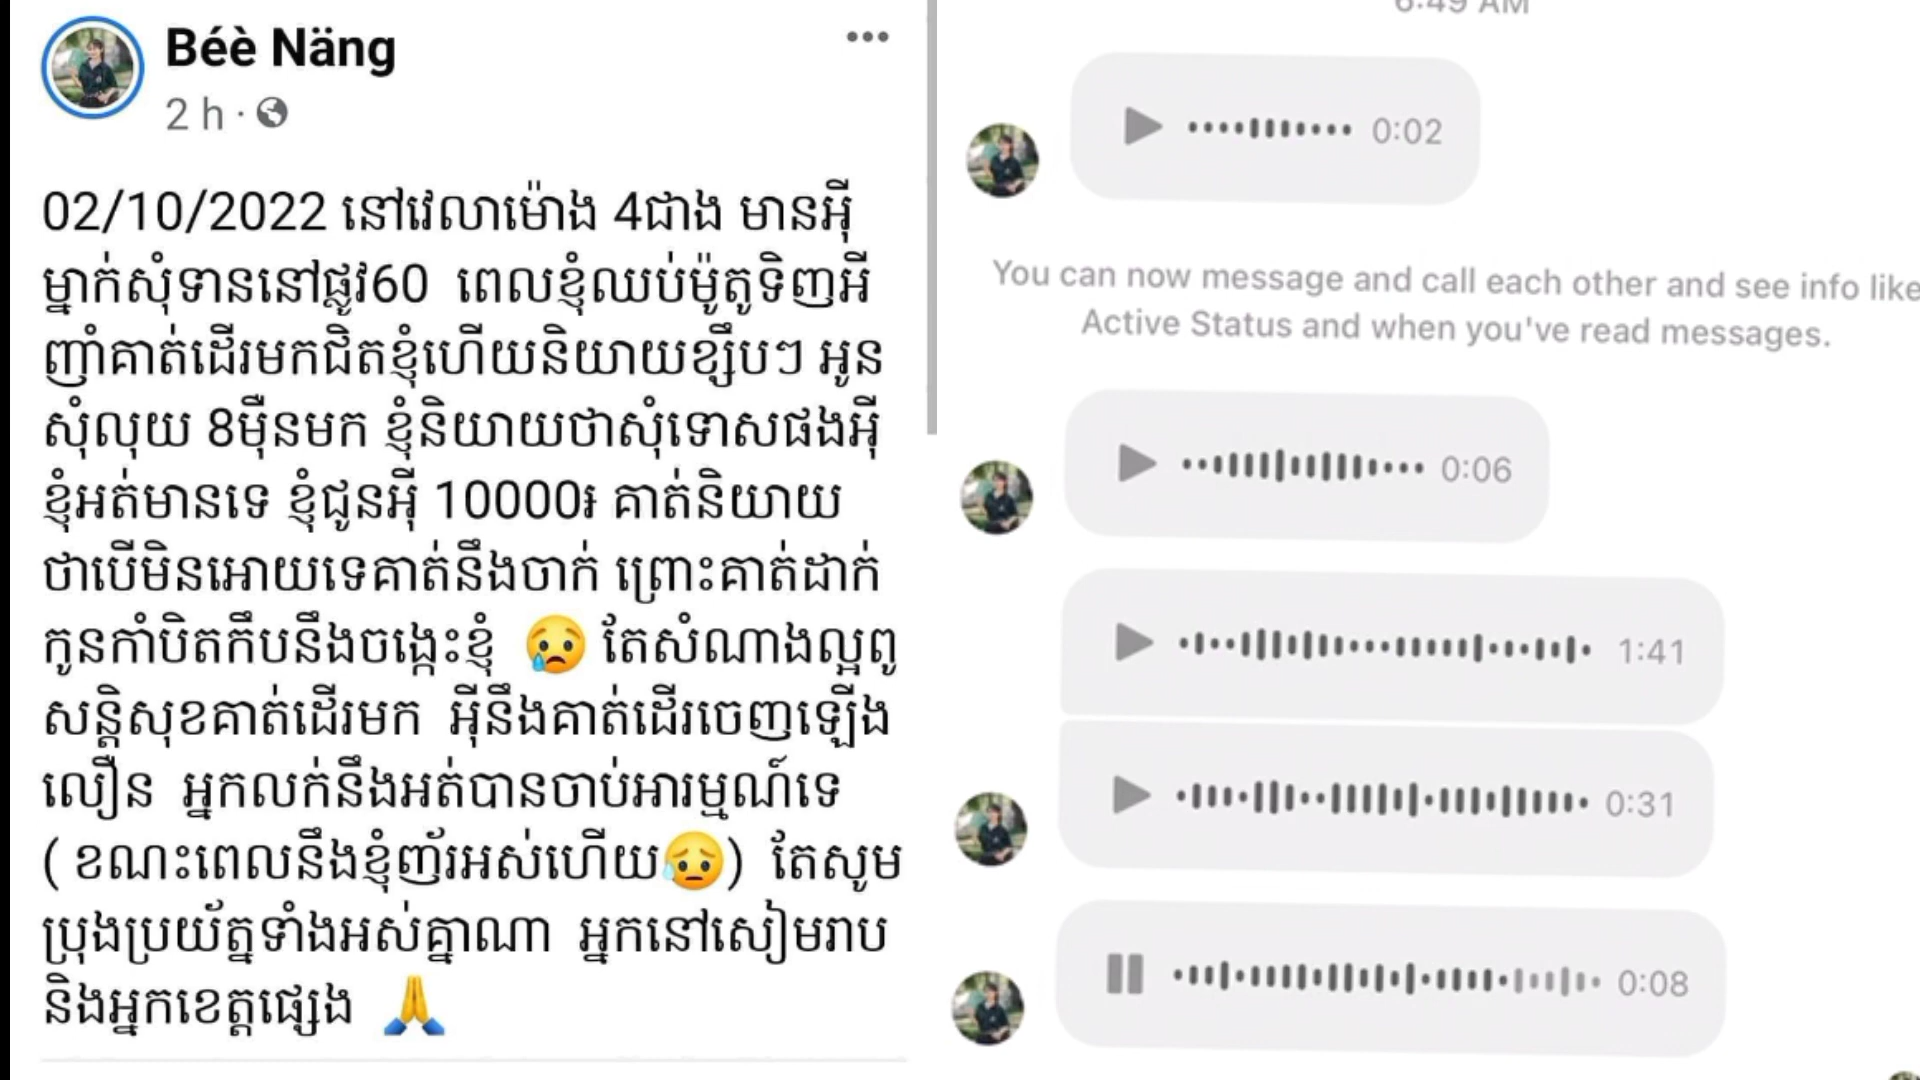 Béè Näng
2 h ·
02/10/2022 នៅវេលាម៉ោង 4ជាង មានអ៊ី
ម្នាក់សុំទាននៅផ្លូវ60 ពេលខ្ញុំឈប់ម៉ូតូទិញអី
ញ៉ាំគាត់ដើរមកជិតខ្ញុំហើយនិយាយខ្សឹបៗ អូន
សុំលុយ 8ម៉ឺនមក ខ្ញុំនិយាយថាសុំទោសផងអ៊ី
ខ្ញុំអត់មានទេ ខ្ញុំជូនអ៊ី 10000៛ គាត់និយាយ
ថាបើមិនអោយទេគាត់នឹងចាក់ ព្រោះគាត់ដាក់
កូនកាំបិតកឹបនឹងចង្កេះខ្ញុំ 😢 តែសំណាងល្អពូ
សន្តិសុខគាត់ដើរមក អ៊ីនឹងគាត់ដើរចេញឡើង
លឿន អ្នកលក់នឹងអត់បានចាប់អារម្មណ៍ទេ
( ខណះពេលនឹងខ្ញុំញ័រអស់ហើយ😥) តែសូម
ប្រុងប្រយ័ត្នទាំងអស់គ្នាណា អ្នកនៅសៀមរាប
និងអ្នកខេត្តផ្សេង 🙏
6:49 AM
0:02
You can now message and call each other and see info like
Active Status and when you've read messages.
0:06
1:41
0:31
0:08